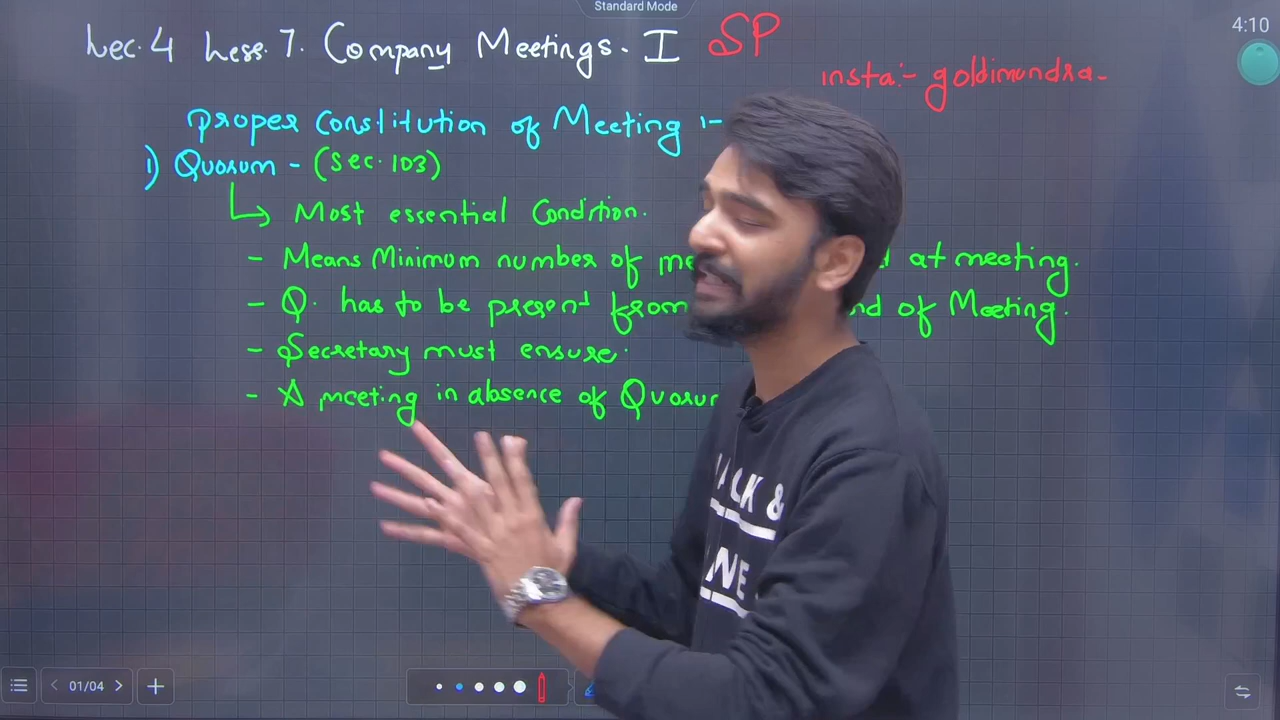 Standard Mode
4:10
Lec. 4 Less. 7. Company Meetings - I SP
insta:- goldimundra-
Proper Constitution of Meeting :-
1) Quorum - (Sec. 103)
Most essential Condition.
- Means Minimum number of at meeting.
- Q. has to be present from of Meeting.
- Secretary must ensure.
- A meeting in absence of
01/04